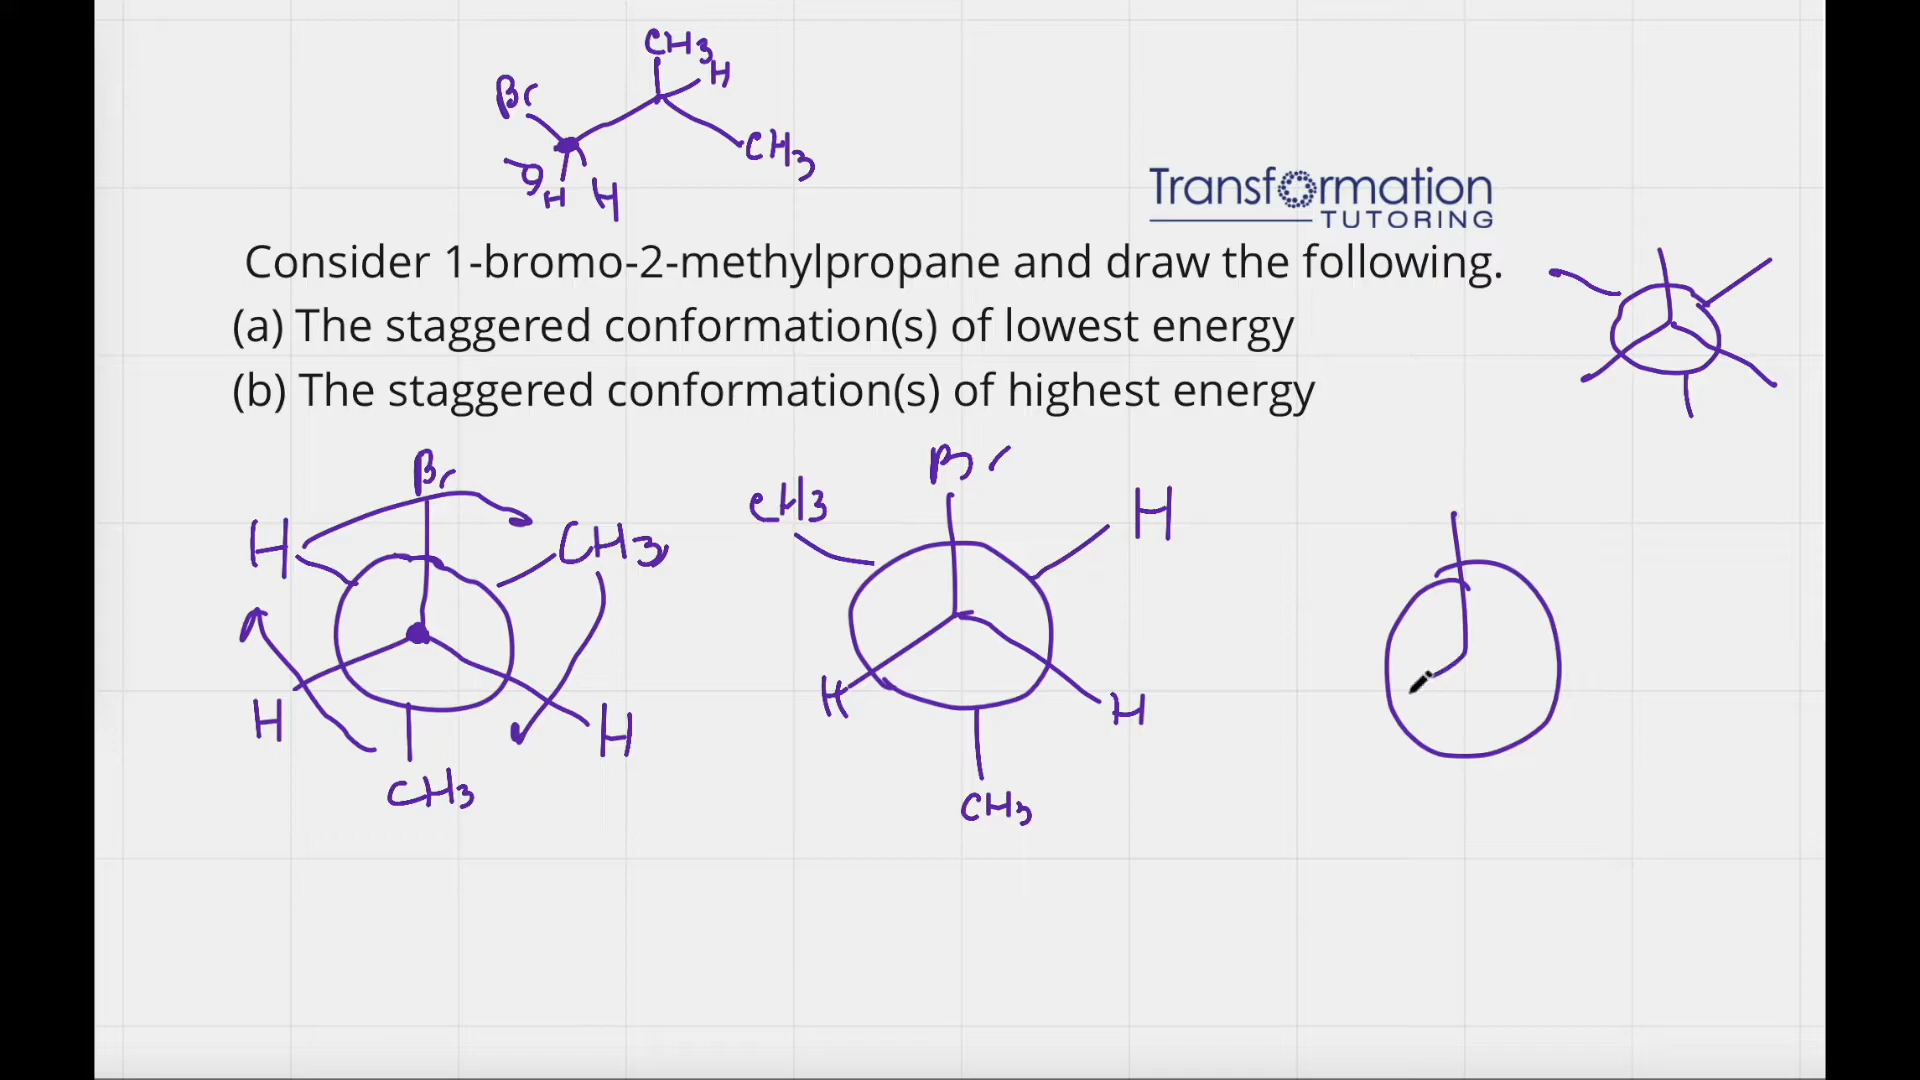 CH3
H
Br
CH3
H
H
Transformation
TUTORING
Consider 1-bromo-2-methylpropane and draw the following.
(a) The staggered conformation(s) of lowest energy
(b) The staggered conformation(s) of highest energy
Br
H
CH3
H
H
CH3
Br
CH3
H
H
H
CH3